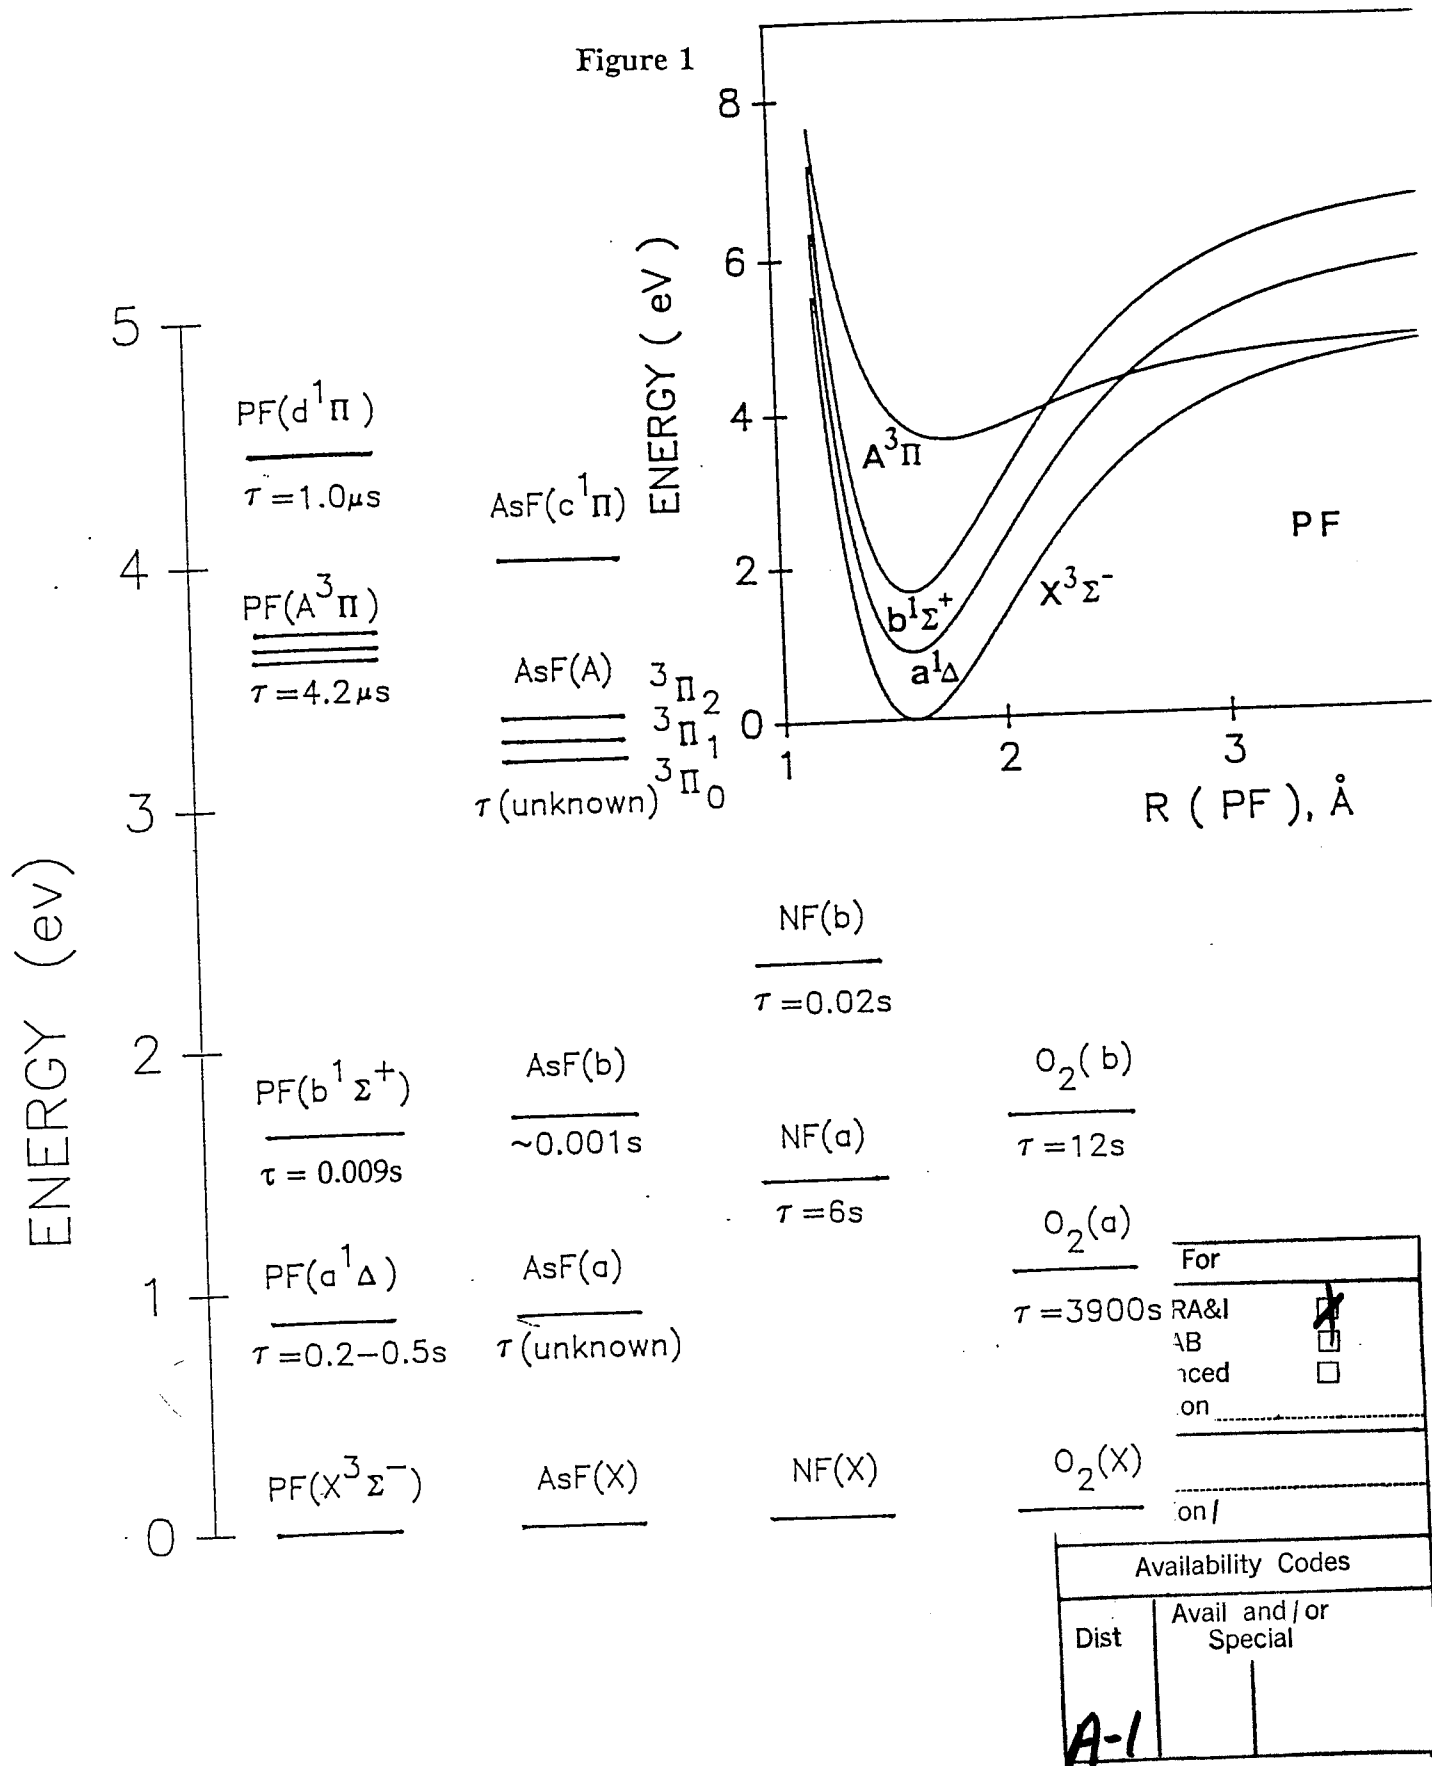 Figure 1
8
6
4
2
0
ENERGY ( eV )
A³Π
b¹Σ⁺
a¹Δ
X³Σ⁻
PF
1
2
3
R ( PF ), Å
5
4
3
2
1
0
ENERGY (ev)
PF(d¹Π)
τ=1.0μs
AsF(c¹Π)
PF(A³Π)
τ=4.2μs
AsF(A)
³Π₂
³Π₁
³Π₀
τ(unknown)
NF(b)
τ=0.02s
PF(b¹Σ⁺)
τ = 0.009s
AsF(b)
~0.001s
NF(a)
τ=6s
O₂(b)
τ=12s
PF(a¹Δ)
τ=0.2-0.5s
AsF(a)
τ(unknown)
O₂(a)
τ=3900s
PF(X³Σ⁻)
AsF(X)
NF(X)
O₂(X)
For
RA&I
AB
ced
on
on/
Availability Codes
Dist
Avail and/or
Special
A-1